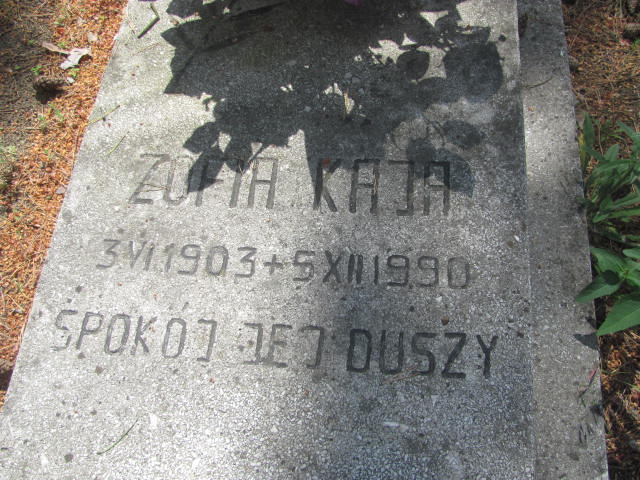 ZOFIA KAJA
3 VI 1903 + 5 XII 1990
SPOKÓJ JEJ DUSZY